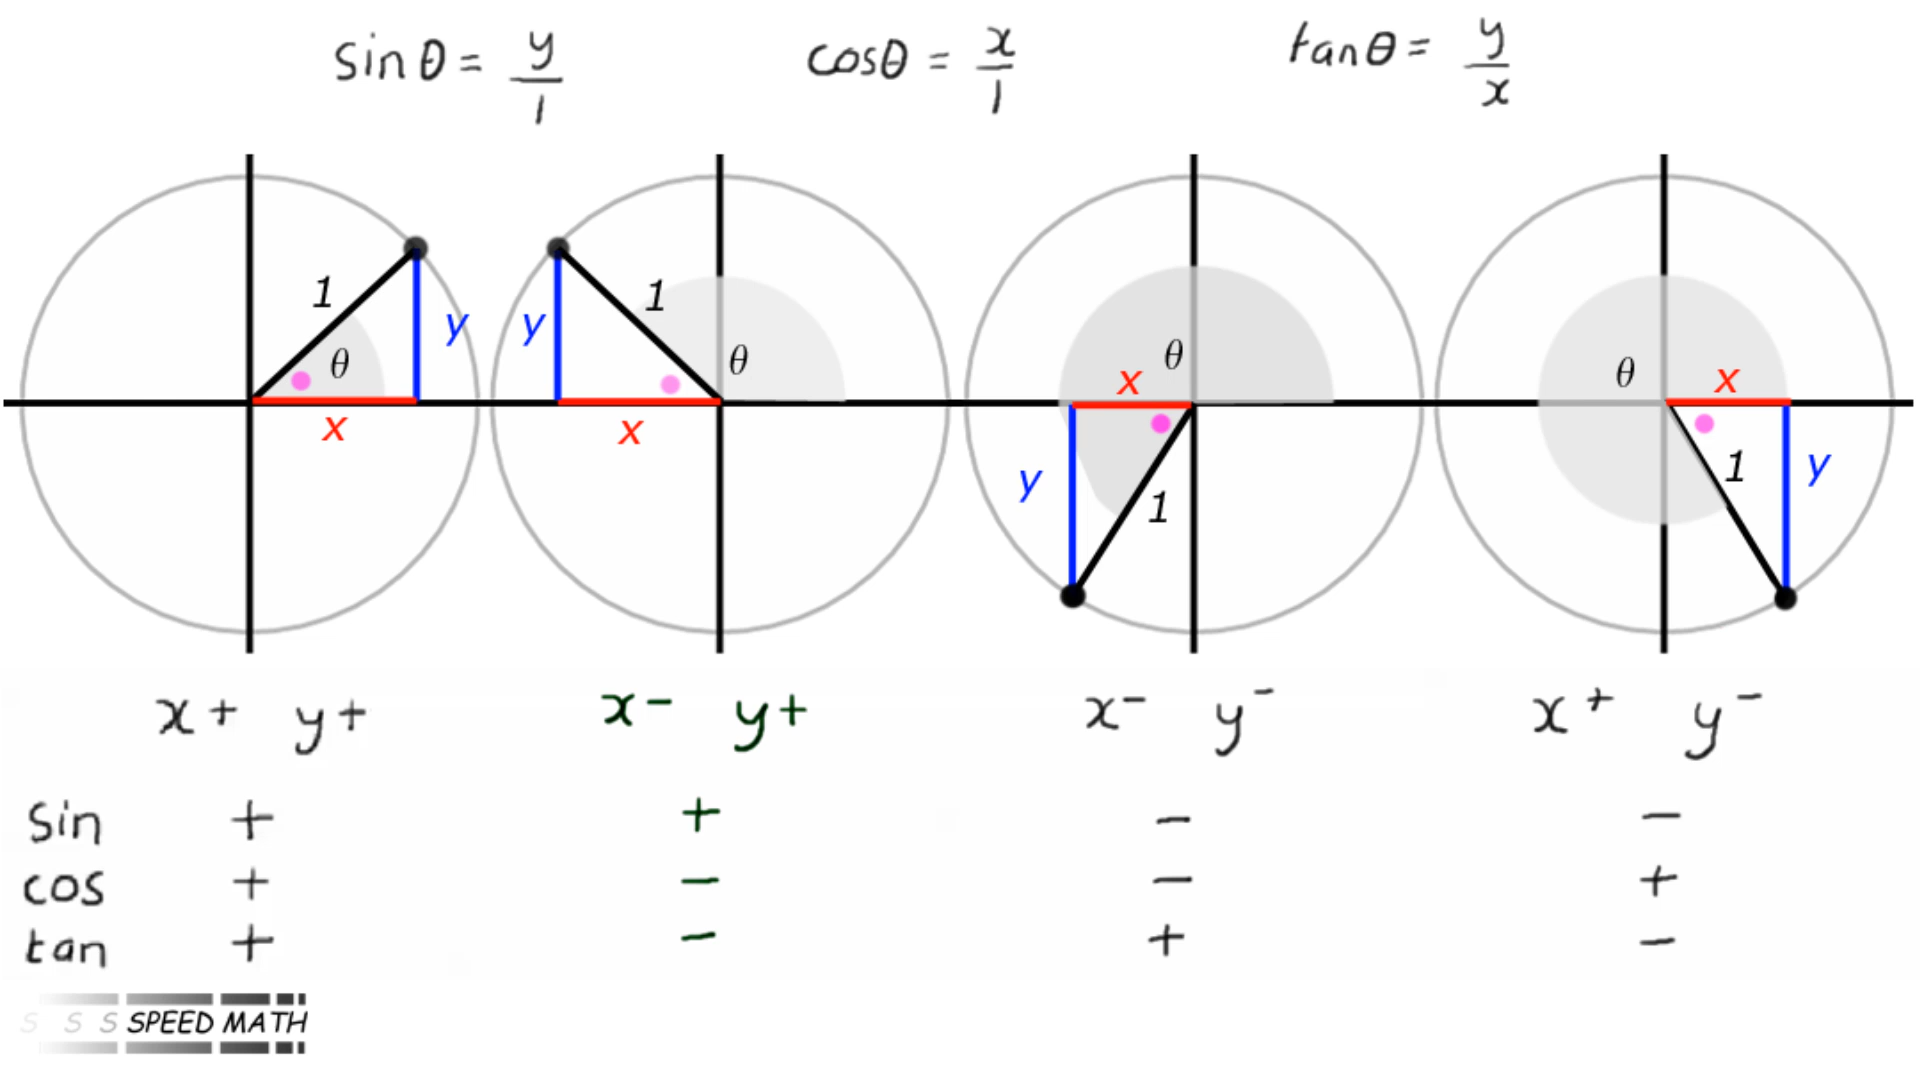 sin θ = y/1 cos θ = x/1 tan θ = y/x
1 θ y x
y 1 θ x
θ x y 1
θ x 1 y
x + y + x - y + x - y - x + y -
sin + + - -
cos + - - +
tan + - + -
S S S SPEED MATH